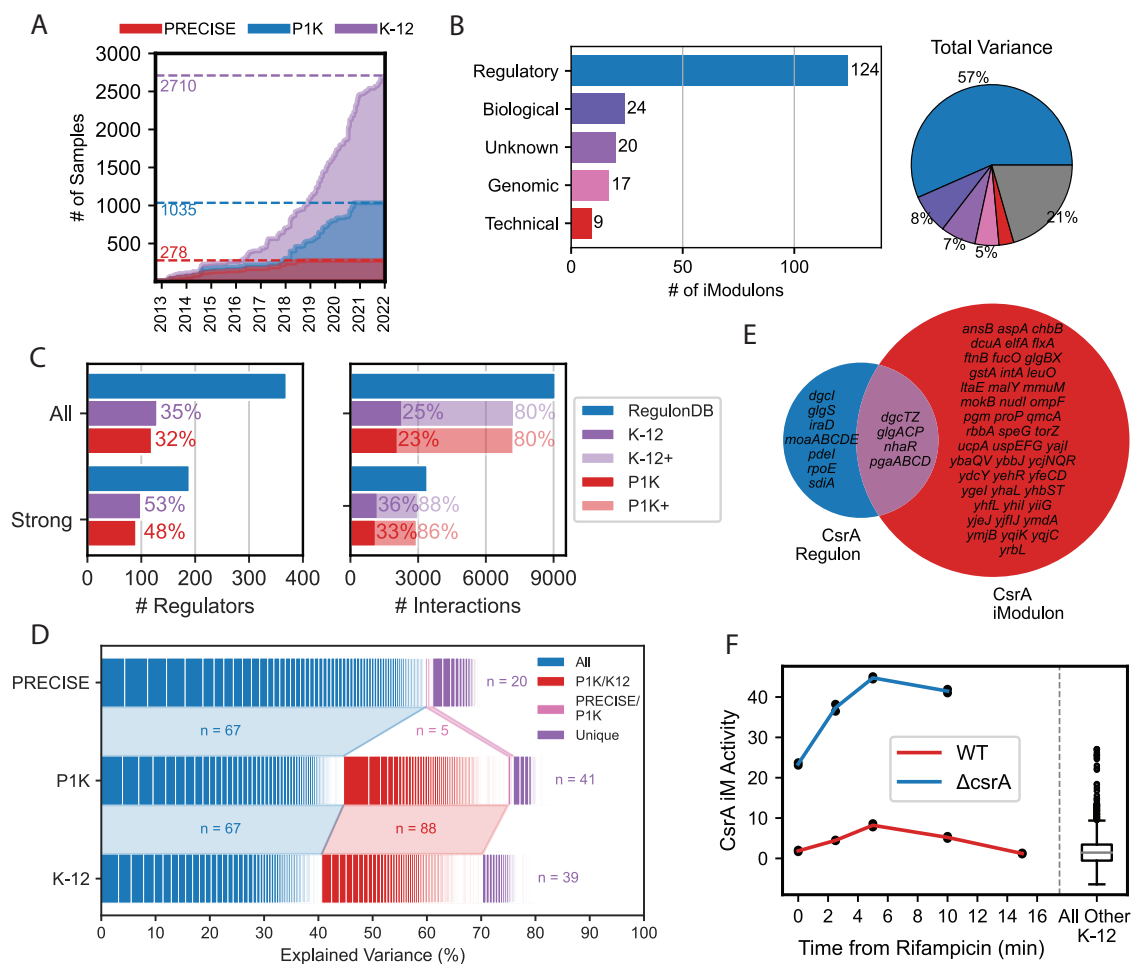 A
PRECISE
P1K
K-12
3000
2500
2000
1500
1000
500
2710
1035
278
# of Samples
2013
2014
2015
2016
2017
2018
2019
2020
2021
2022
B
Regulatory
Biological
Unknown
Genomic
Technical
124
24
20
17
9
0
50
100
# of iModulons
Total Variance
57%
8%
7%
5%
21%
C
All
Strong
35%
32%
53%
48%
0
200
400
# Regulators
25%
80%
23%
80%
36%
88%
33%
86%
0
3000
6000
9000
# Interactions
RegulonDB
K-12
K-12+
P1K
P1K+
E
dgcI
glgS
iraD
moaABCDE
pdeI
rpoE
sdiA
dgcTZ
glgACP
nhaR
pgaABCD
ansB aspA chbB
dcuA elfA flxA
ftnB fucO glgBX
gstA intA leuO
ltaE malY mmuM
mokB nudI ompF
pgm proP qmcA
rbbA speG torZ
ucpA uspEFG yajI
ybaQV ybbJ ycjNQR
ydcY yehR yfeCD
ygeI yhaL yhbST
yhfL yhiI yiiG
yjeJ yjfIJ ymdA
ymjB yqiK yqjC
yrbL
CsrA
Regulon
CsrA
iModulon
D
PRECISE
P1K
K-12
n = 67
n = 5
n = 20
n = 41
n = 67
n = 88
n = 39
All
P1K/K12
PRECISE/
P1K
Unique
0
10
20
30
40
50
60
70
80
90
100
Explained Variance (%)
F
CsrA iM Activity
40
30
20
10
0
WT
ΔcsrA
0
2
4
6
8
10
12
14
16
Time from Rifampicin (min)
All Other
K-12